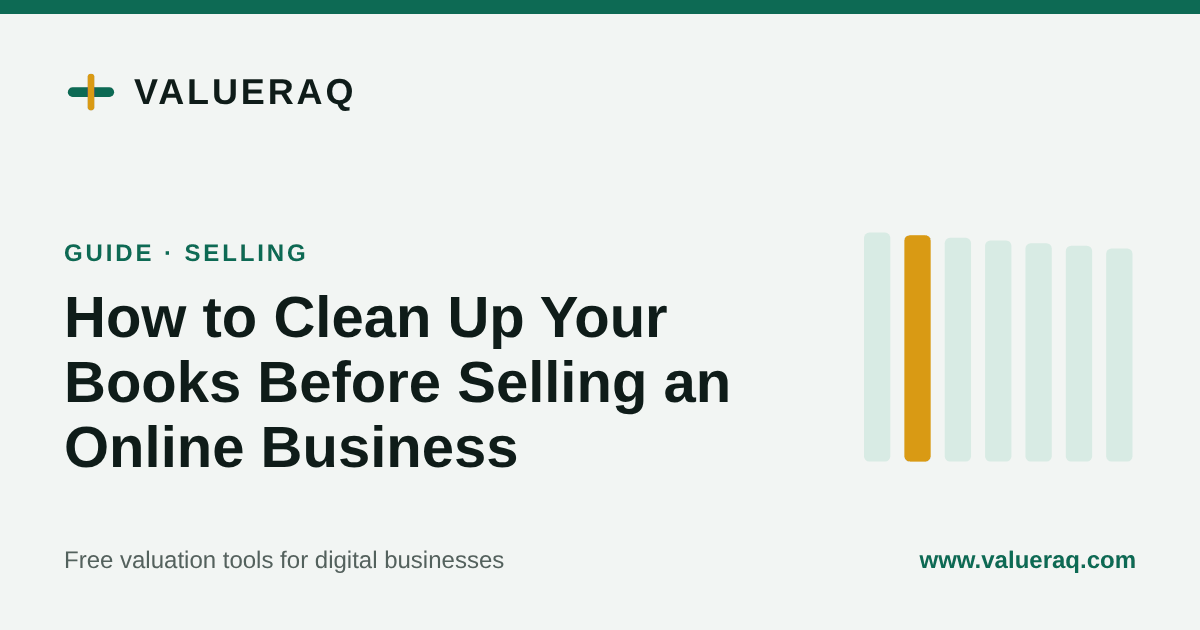 VALUERAQ
GUIDE · SELLING
How to Clean Up Your
Books Before Selling an
Online Business
Free valuation tools for digital businesses
www.valueraq.com